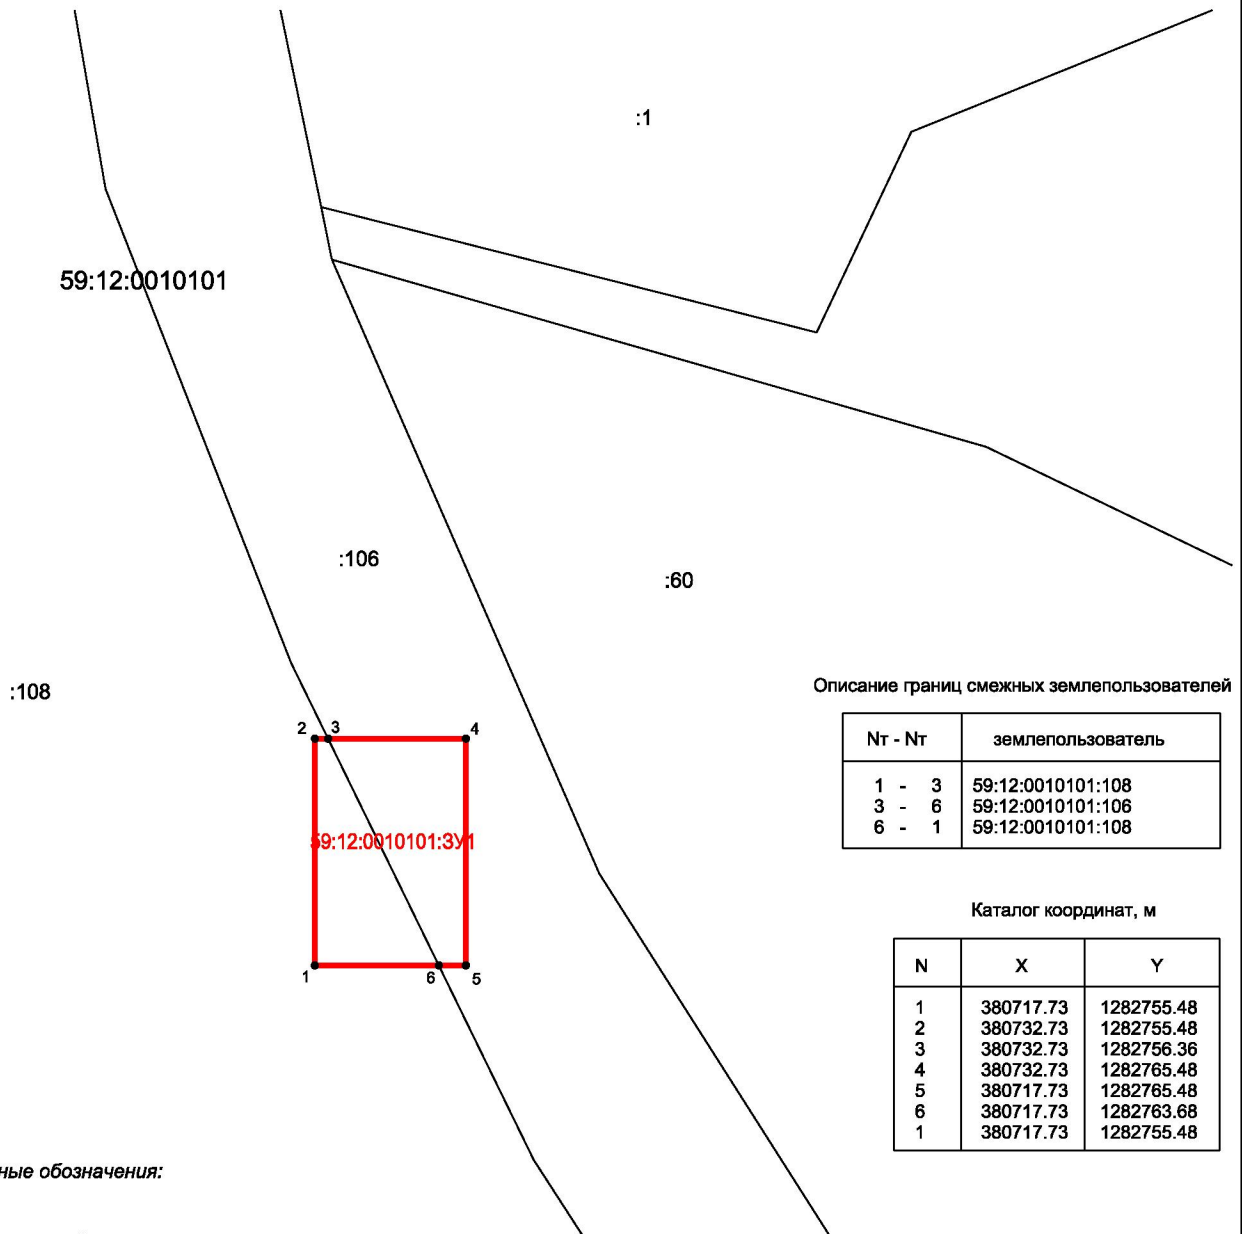 :1
59:12:0010101
:106
:60
:108
Описание границ смежных землепользователей
Nт - Nт землепользователь
1 - 3 59:12:0010101:108
3 - 6 59:12:0010101:106
6 - 1 59:12:0010101:108
2 3 4
59:12:0010101:ЗУ1
1 6 5
Каталог координат, м
N X Y
1 380717.73 1282755.48
2 380732.73 1282755.48
3 380732.73 1282756.36
4 380732.73 1282765.48
5 380717.73 1282765.48
6 380717.73 1282763.68
1 380717.73 1282755.48
ные обозначения: